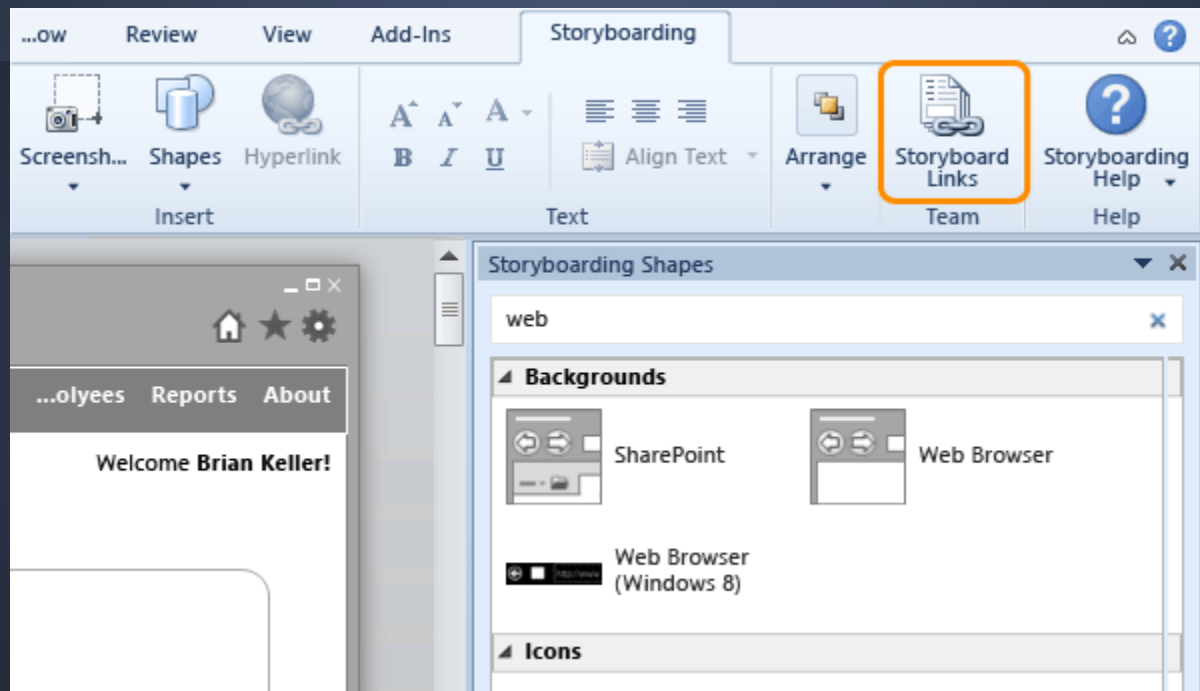 ...ow Review View Add-Ins Storyboarding
Screensh... Shapes Hyperlink
Insert
A A A
B I U
Align Text
Text
Arrange
Storyboard
Links
Team
Storyboarding
Help
Help
Storyboarding Shapes
web
Backgrounds
SharePoint
Web Browser
Web Browser
(Windows 8)
Icons
...olyees Reports About
Welcome Brian Keller!